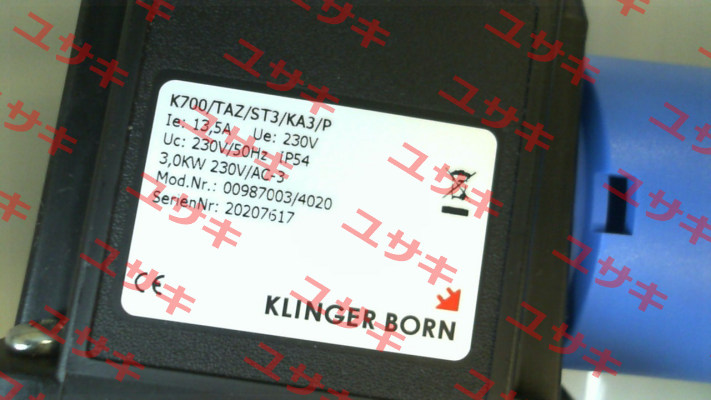 K700/TAZ/ST3/KA3/P
Ie: 13,5A Ue: 230V
Uc: 230V/50Hz IP54
3,0KW 230V/AC-3
Mod.Nr.: 00987003/4020
SerienNr: 20207617
CE
KLINGER BORN
ユサキ